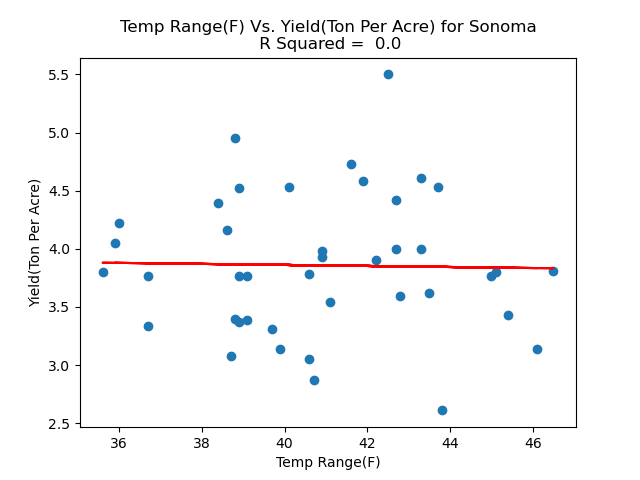 Temp Range(F) Vs. Yield(Ton Per Acre) for Sonoma
R Squared =  0.0
Yield(Ton Per Acre)
5.5
5.0
4.5
4.0
3.5
3.0
2.5
36 38 40 42 44 46
Temp Range(F)